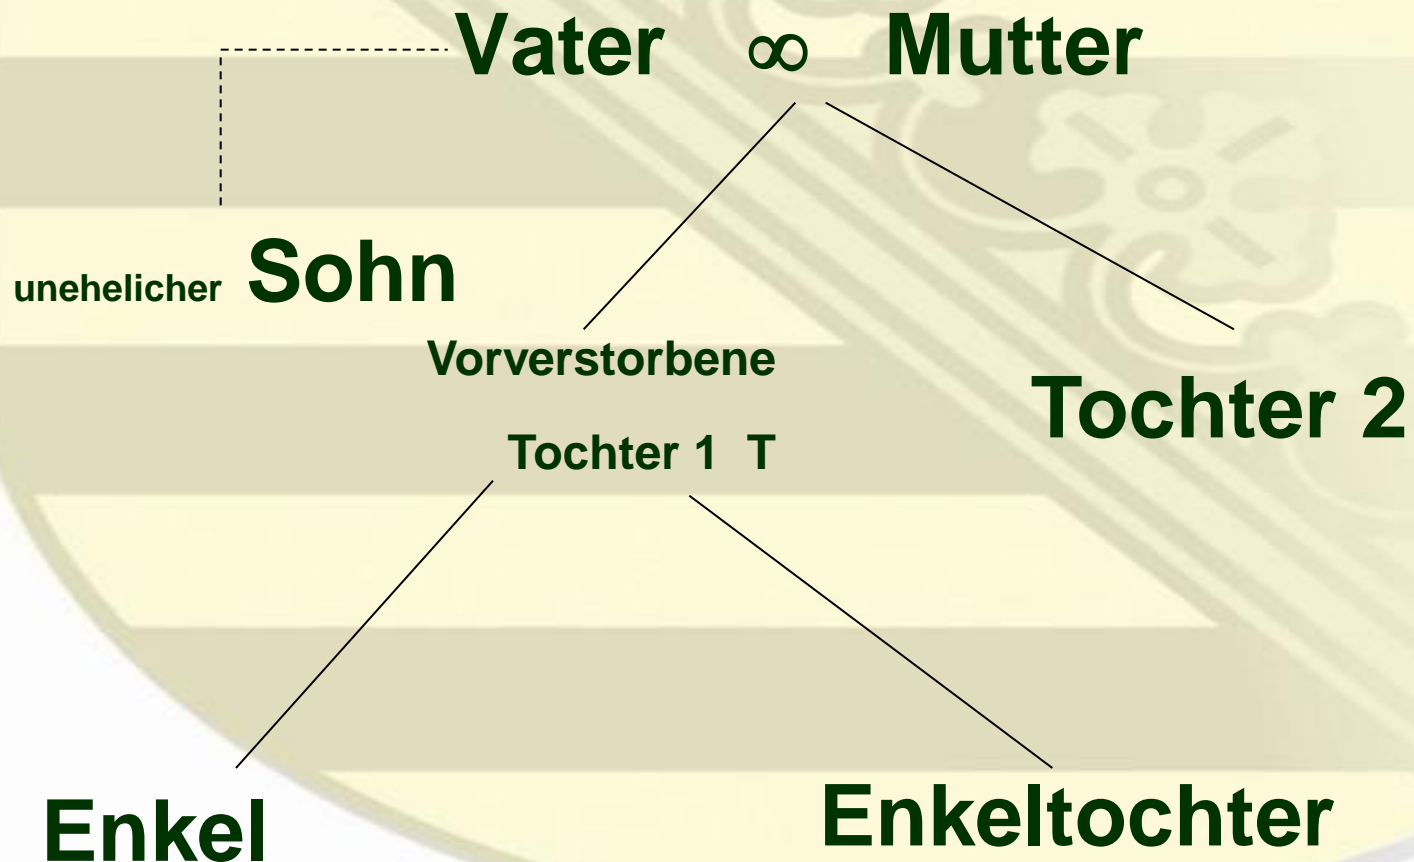 Vater ∞ Mutter
unehelicher Sohn
Vorverstorbene
Tochter 1 T
Tochter 2
Enkel
Enkeltochter